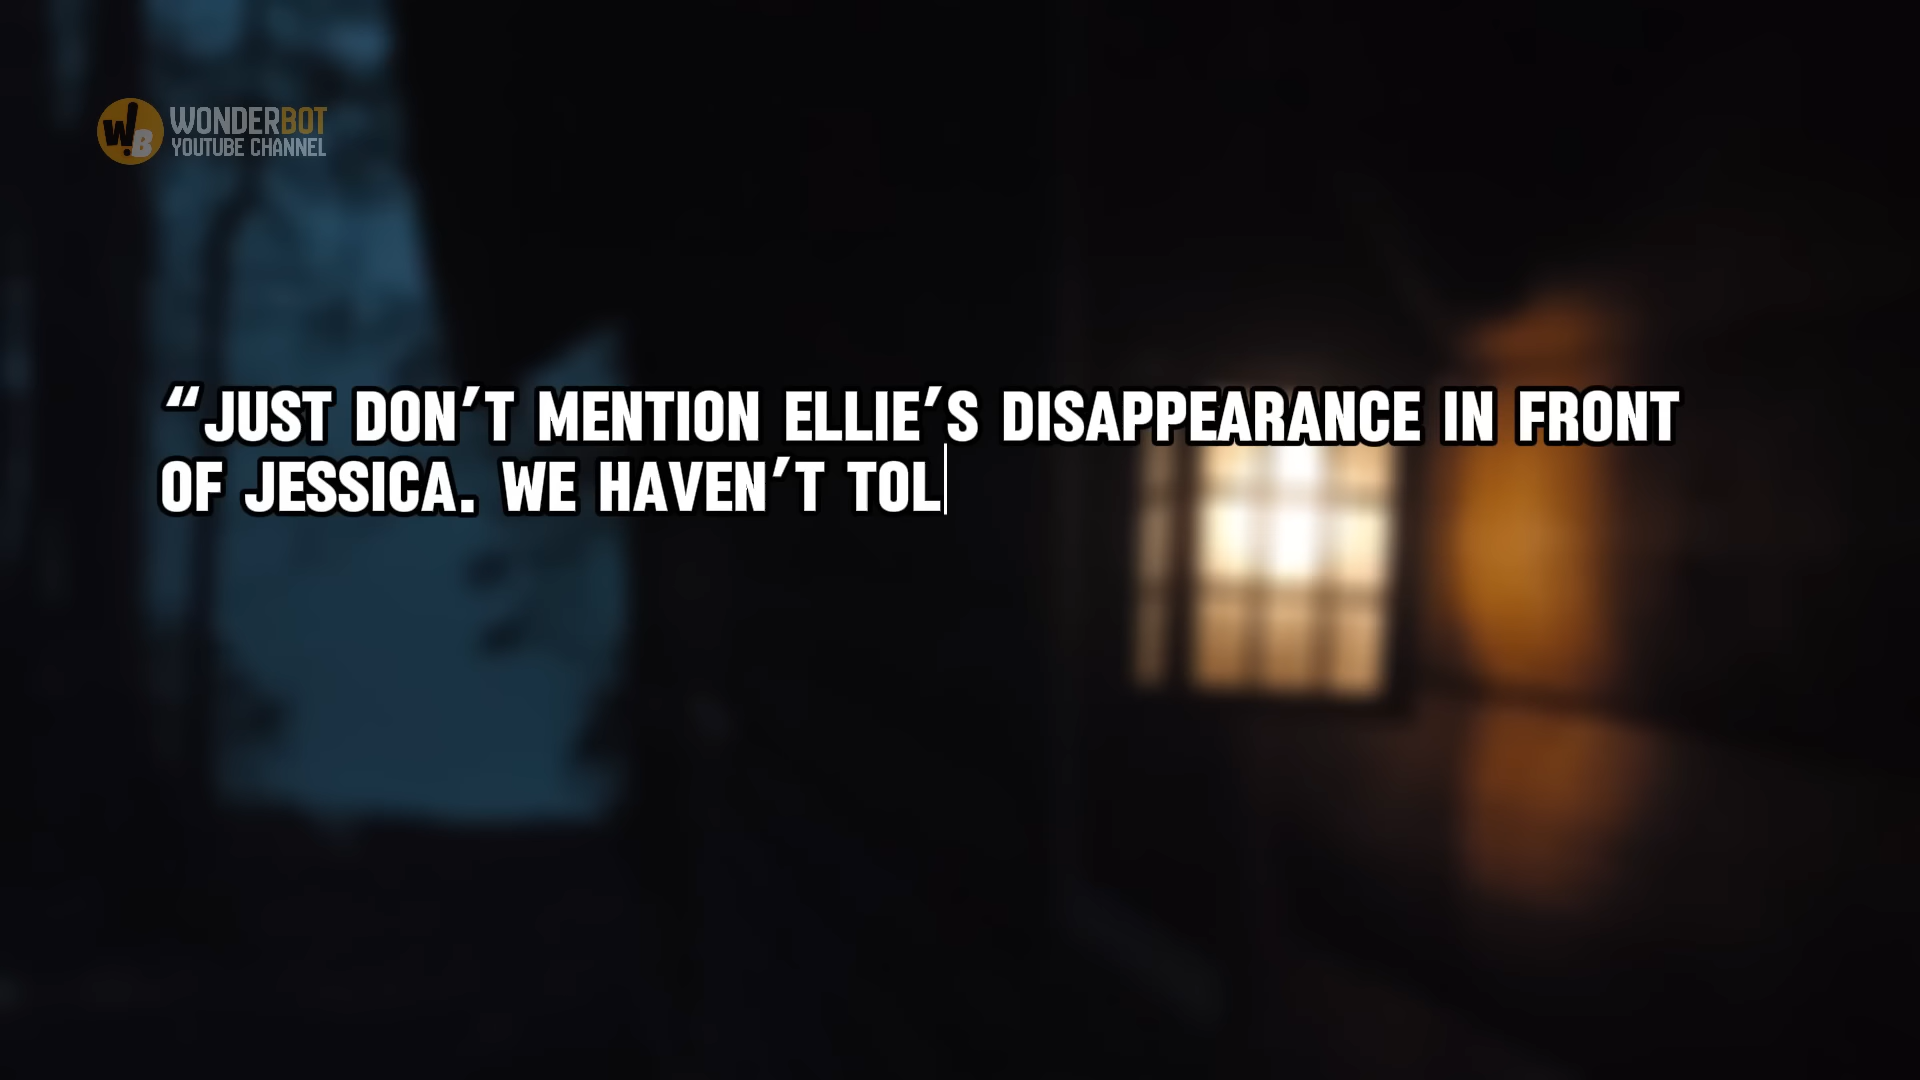 WONDERBOT
YOUTUBE CHANNEL
“JUST DON’T MENTION ELLIE’S DISAPPEARANCE IN FRONT
OF JESSICA. WE HAVEN’T TOL